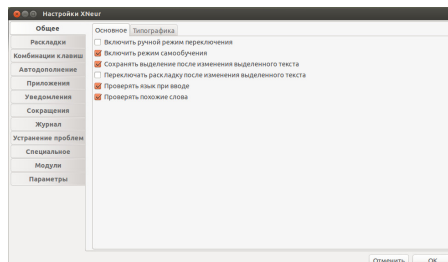 Настройки XNeur
Общее
Раскладки
Комбинации клавиш
Автодополнение
Приложения
Уведомления
Сокращения
Журнал
Устранение проблем
Специальное
Модули
Параметры
Основное Типографика
Включить ручной режим переключения
Включить режим самообучения
Сохранять выделение после изменения выделенного текста
Переключать раскладку после изменения выделенного текста
Проверять язык при вводе
Проверять похожие слова
Отменить OK